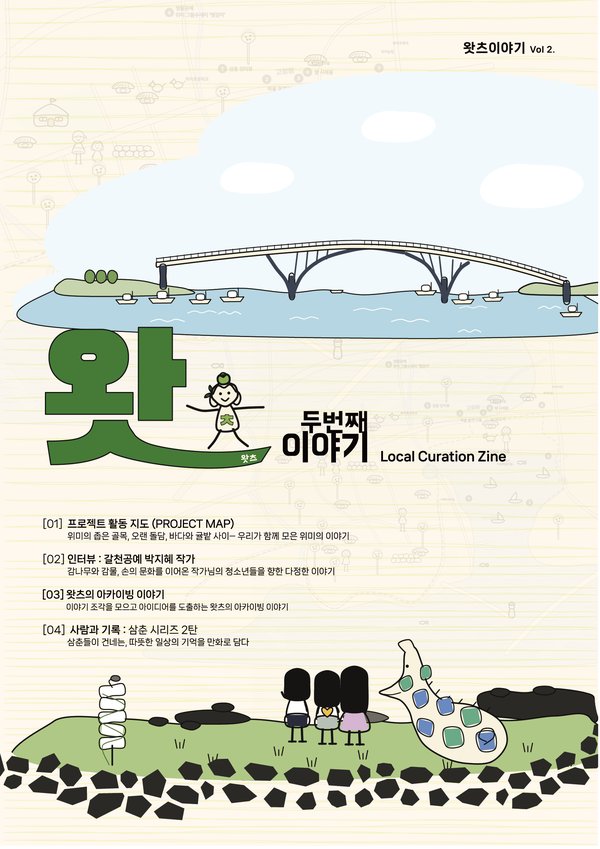 왓츠이야기 Vol 2.
왓
츠
왓츠
두번째
이야기
Local Curation Zine
[01] 프로젝트 활동 지도 (PROJECT MAP)
위미의 좁은 골목, 오랜 돌담, 바다와 귤밭 사이— 우리가 함께 모은 위미의 이야기
[02] 인터뷰 : 갈천공예 박지혜 작가
감나무와 감물, 손의 문화를 이어온 작가님의 청소년들을 향한 다정한 이야기
[03] 왓츠의 아카이빙 이야기
이야기 조각을 모으고 아이디어를 도출하는 왓츠의 아카이빙 이야기
[04] 사람과 기록 : 삼춘 시리즈 2탄
삼춘들이 건네는, 따뜻한 일상의 기억을 만화로 담다